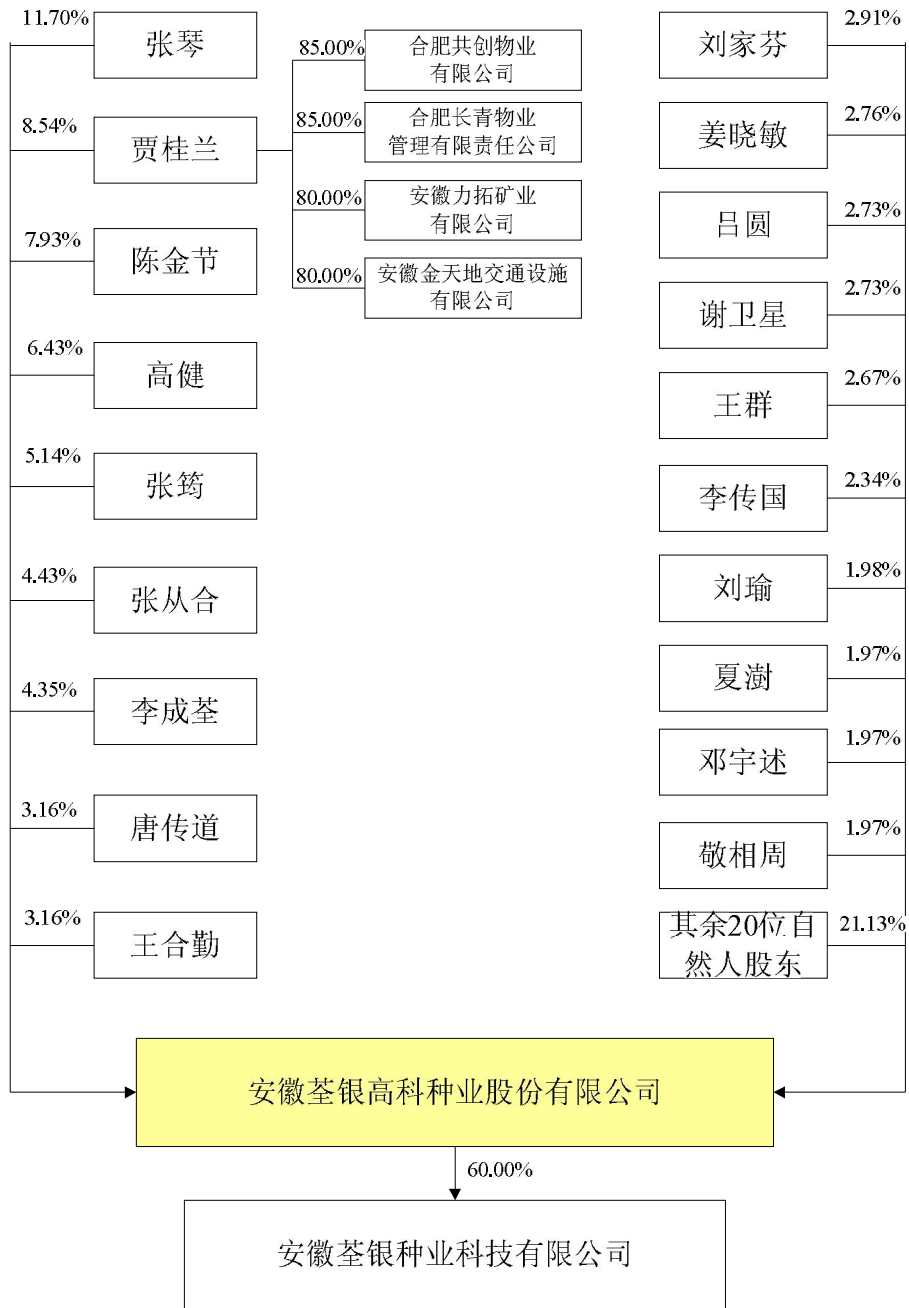 11.70%
张琴
8.54%
贾桂兰
85.00%
合肥共创物业
有限公司
85.00%
合肥长青物业
管理有限责任公司
80.00%
安徽力拓矿业
有限公司
80.00%
安徽金天地交通设施
有限公司
7.93%
陈金节
6.43%
高健
5.14%
张筠
4.43%
张从合
4.35%
李成荃
3.16%
唐传道
3.16%
王合勤
2.91%
刘家芬
2.76%
姜晓敏
2.73%
吕圆
2.73%
谢卫星
2.67%
王群
2.34%
李传国
1.98%
刘瑜
1.97%
夏澍
1.97%
邓宇述
1.97%
敬相周
21.13%
其余20位自
然人股东
安徽荃银高科种业股份有限公司
60.00%
安徽荃银种业科技有限公司